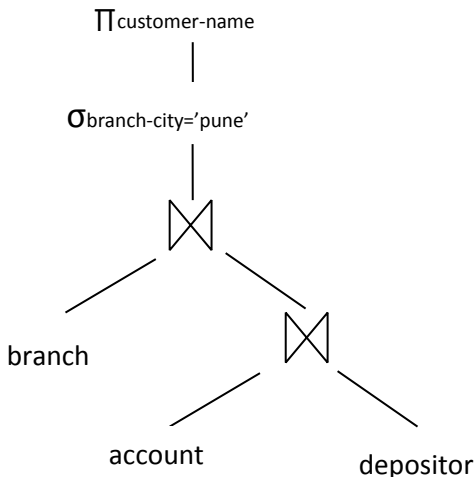 ∏customer-name
σbranch-city=’pune’
⋈
branch
⋈
account
depositor